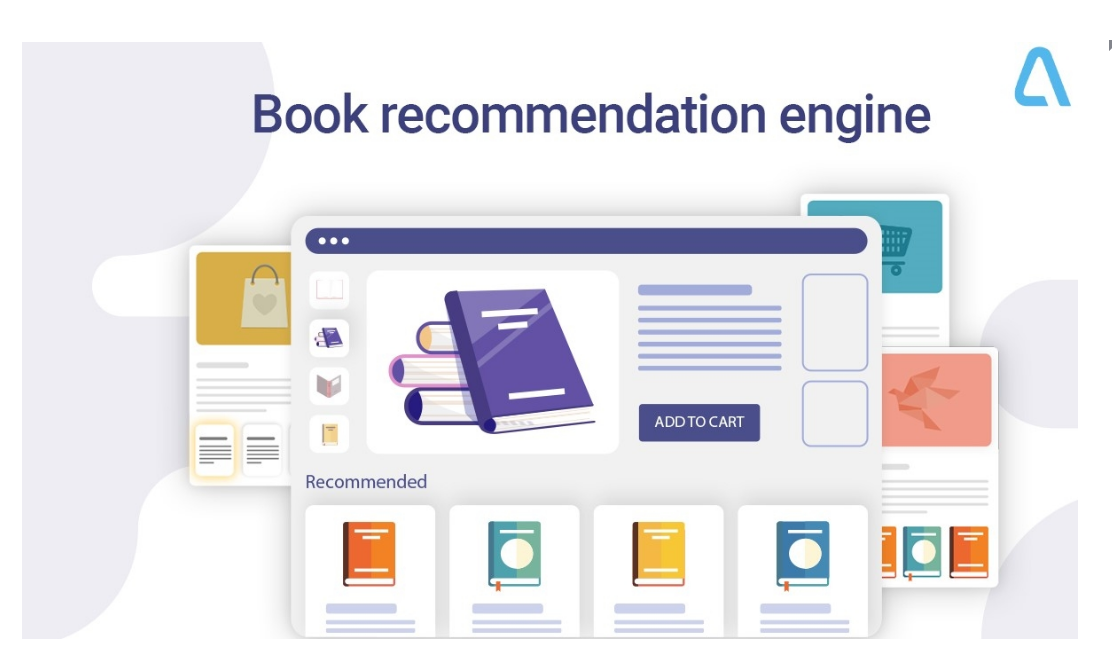 Book recommendation engine
ADD TO CART
Recommended